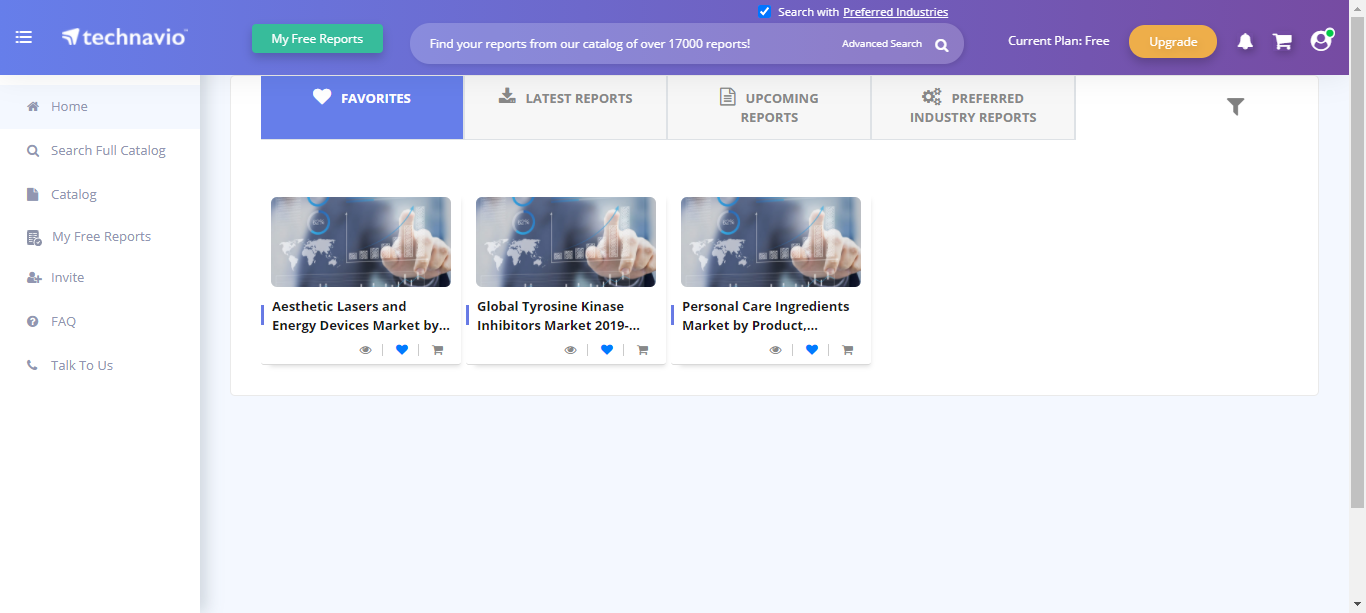 Search with Preferred Industries
technavio
My Free Reports
Find your reports from our catalog of over 17000 reports!
Advanced Search
Current Plan: Free
Upgrade
Home
Search Full Catalog
Catalog
My Free Reports
Invite
FAQ
Talk To Us
FAVORITES
LATEST REPORTS
UPCOMING
REPORTS
PREFERRED
INDUSTRY REPORTS
62%
62%
62%
Aesthetic Lasers and
Energy Devices Market by...
Global Tyrosine Kinase
Inhibitors Market 2019-...
Personal Care Ingredients
Market by Product,...